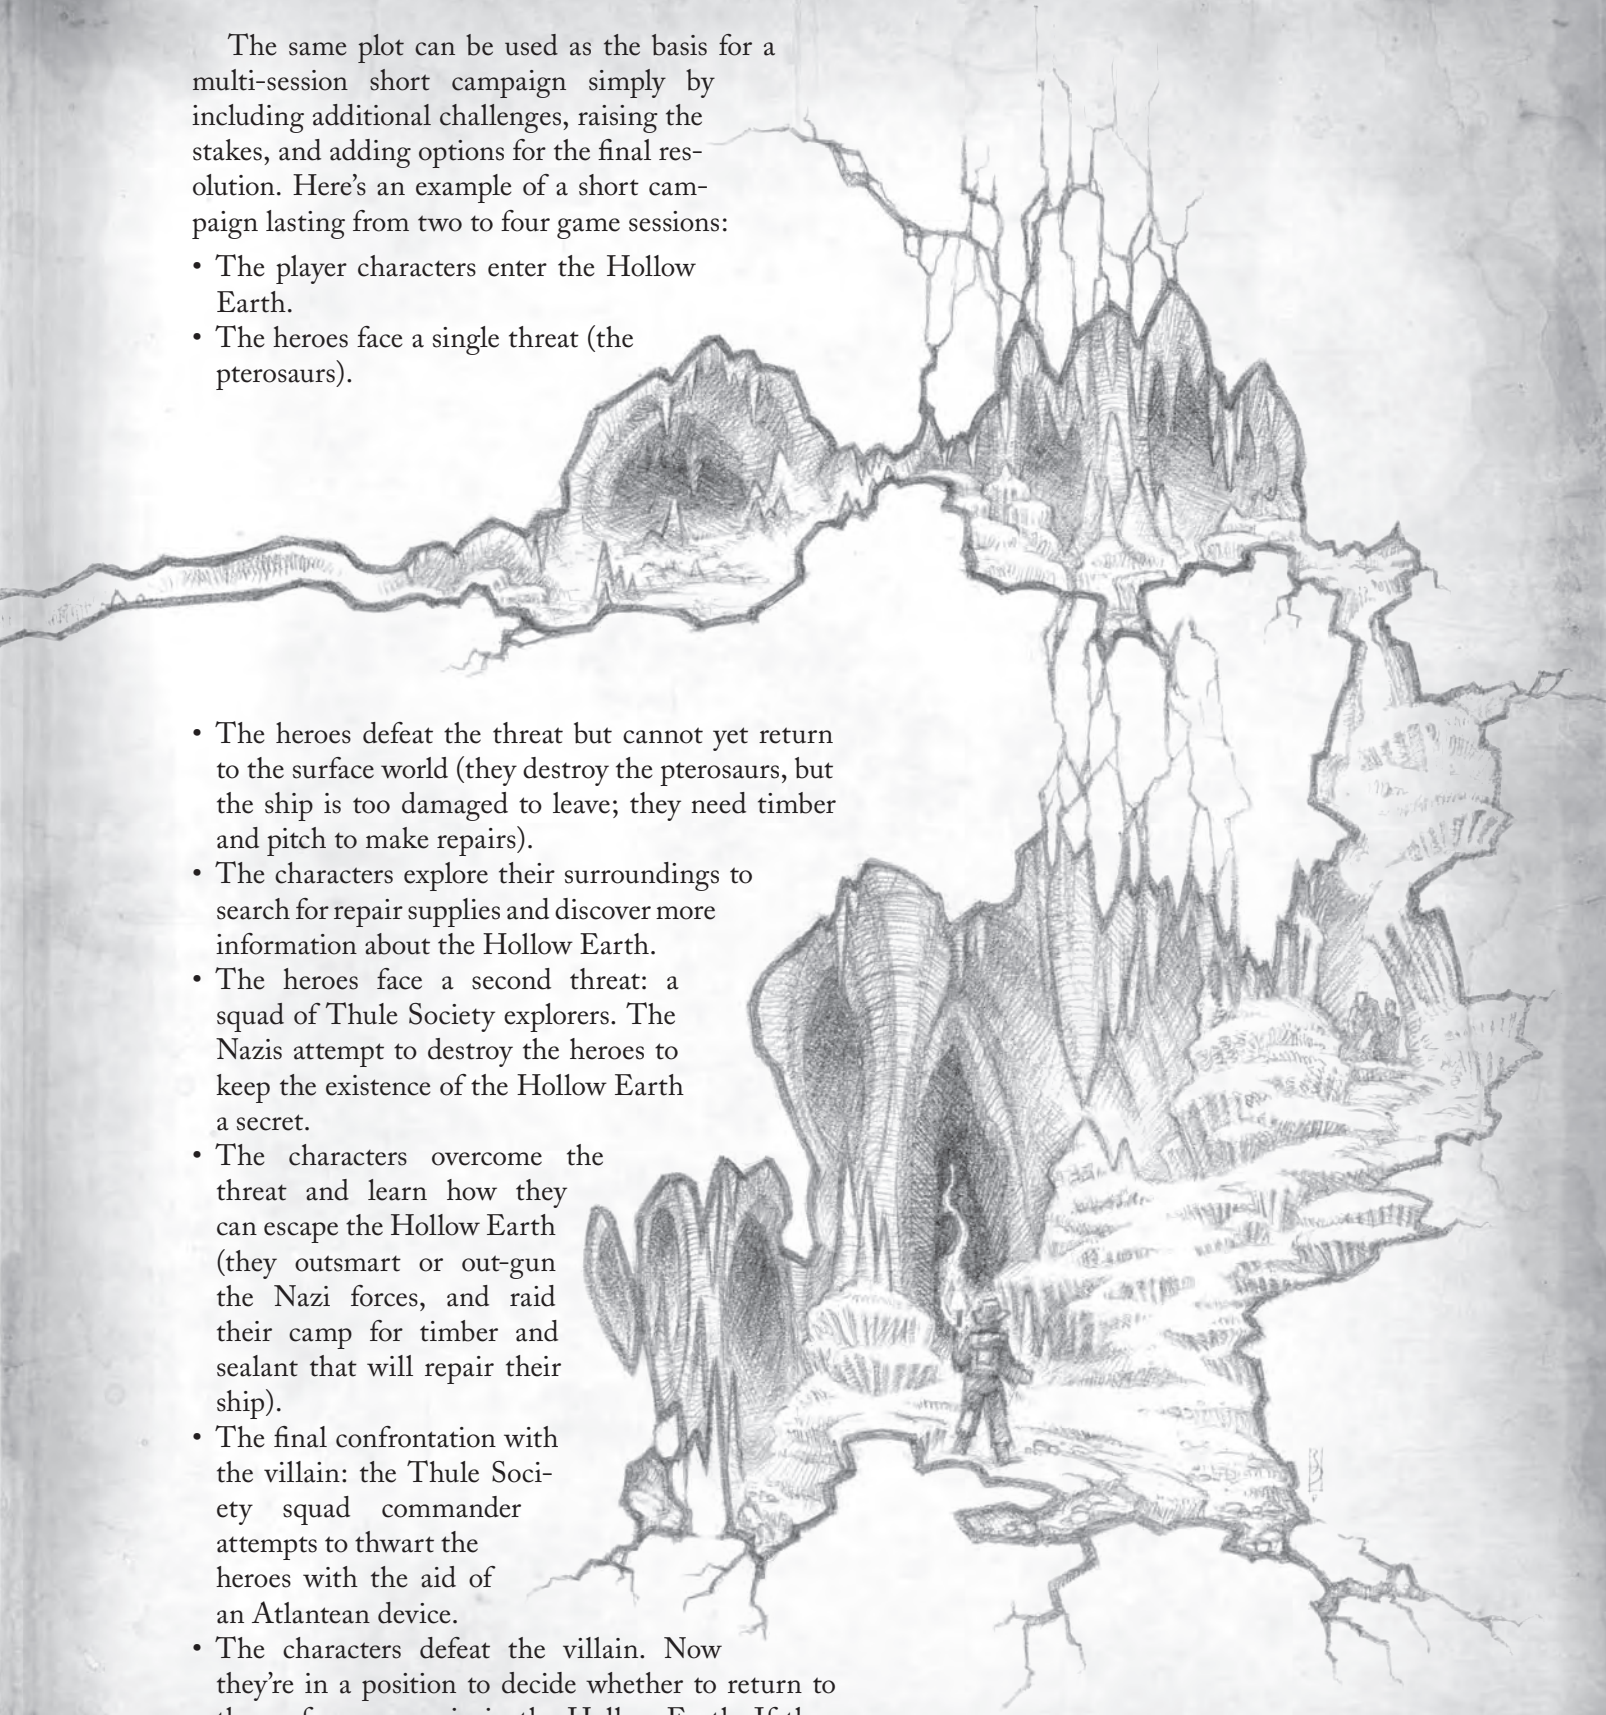 The same plot can be used as the basis for a
multi-session short campaign simply by
including additional challenges, raising the
stakes, and adding options for the final res-
olution. Here's an example of a short cam-
paign lasting from two to four game sessions:
• The player characters enter the Hollow
Earth.
• The heroes face a single threat (the
pterosaurs).
• The heroes defeat the threat but cannot yet return
to the surface world (they destroy the pterosaurs, but
the ship is too damaged to leave; they need timber
and pitch to make repairs).
• The characters explore their surroundings to
search for repair supplies and discover more
information about the Hollow Earth.
• The heroes face a second threat: a
squad of Thule Society explorers. The
Nazis attempt to destroy the heroes to
keep the existence of the Hollow Earth
a secret.
• The characters overcome the
threat and learn how they
can escape the Hollow Earth
(they outsmart or out-gun
the Nazi forces, and raid
their camp for timber and
sealant that will repair their
ship).
• The final confrontation with
the villain: the Thule Soci-
ety squad commander
attempts to thwart the
heroes with the aid of
an Atlantean device.
• The characters defeat the villain. Now
they're in a position to decide whether to return to